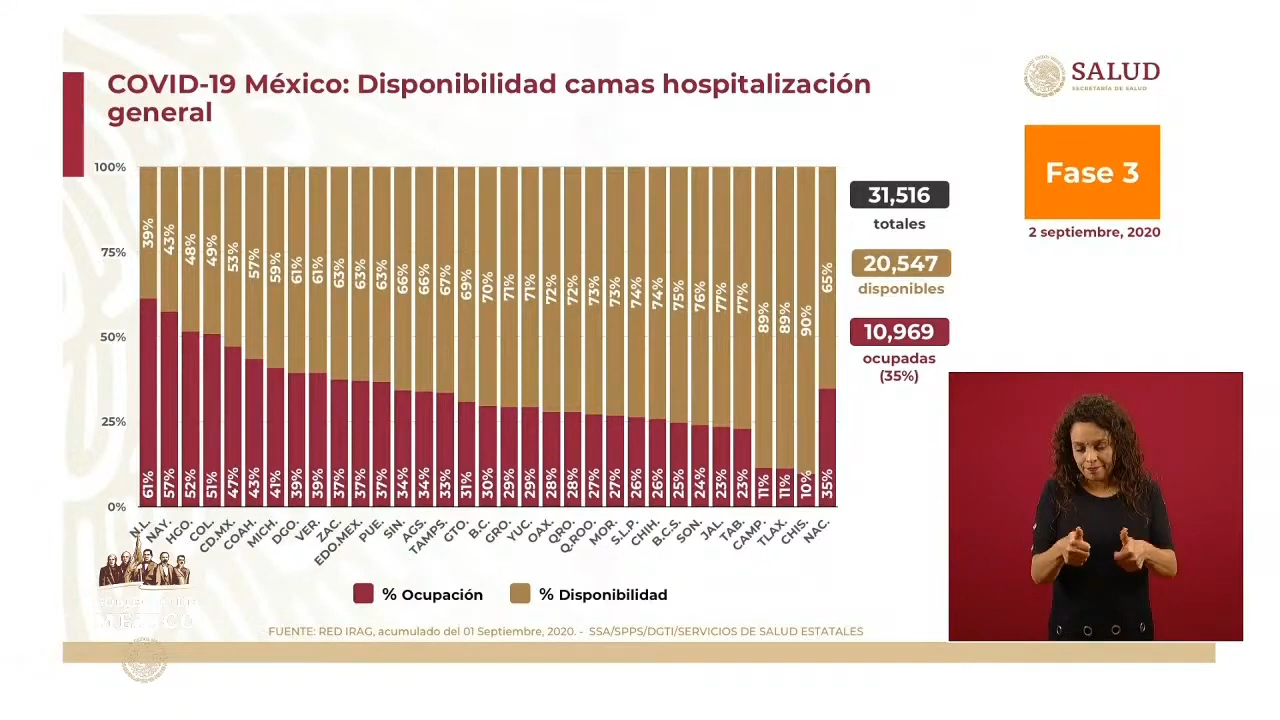 COVID-19 México: Disponibilidad camas hospitalización
general
SALUD
SECRETARÍA DE SALUD
Fase 3
2 septiembre, 2020
100%
75%
50%
25%
0%
39% 43% 48% 49% 53% 57% 59% 61% 61% 63% 63% 63% 66% 66% 67% 69% 70% 71% 71% 72% 72% 73% 73% 74% 74% 75% 76% 77% 77% 89% 89% 90% 65%
61% 57% 52% 51% 47% 43% 41% 39% 39% 37% 37% 37% 34% 34% 33% 31% 30% 29% 29% 28% 28% 27% 27% 26% 26% 25% 24% 23% 23% 11% 11% 10% 35%
N.L. NAY. HGO. COL. CD.MX. COAH. MICH. DGO. VER. ZAC. EDO.MEX. PUE. SIN. AGS. TAMPS. GTO. B.C. GRO. YUC. OAX. QRO. Q.ROO. MOR. S.L.P. CHIH. B.C.S. SON. JAL. TAB. CAMP. TLAX. CHIS. NAC.
31,516
totales
20,547
disponibles
10,969
ocupadas
(35%)
% Ocupación
% Disponibilidad
MÉXICO
FUENTE: RED IRAG, acumulado del 01 Septiembre, 2020. - SSA/SPPS/DGTI/SERVICIOS DE SALUD ESTATALES